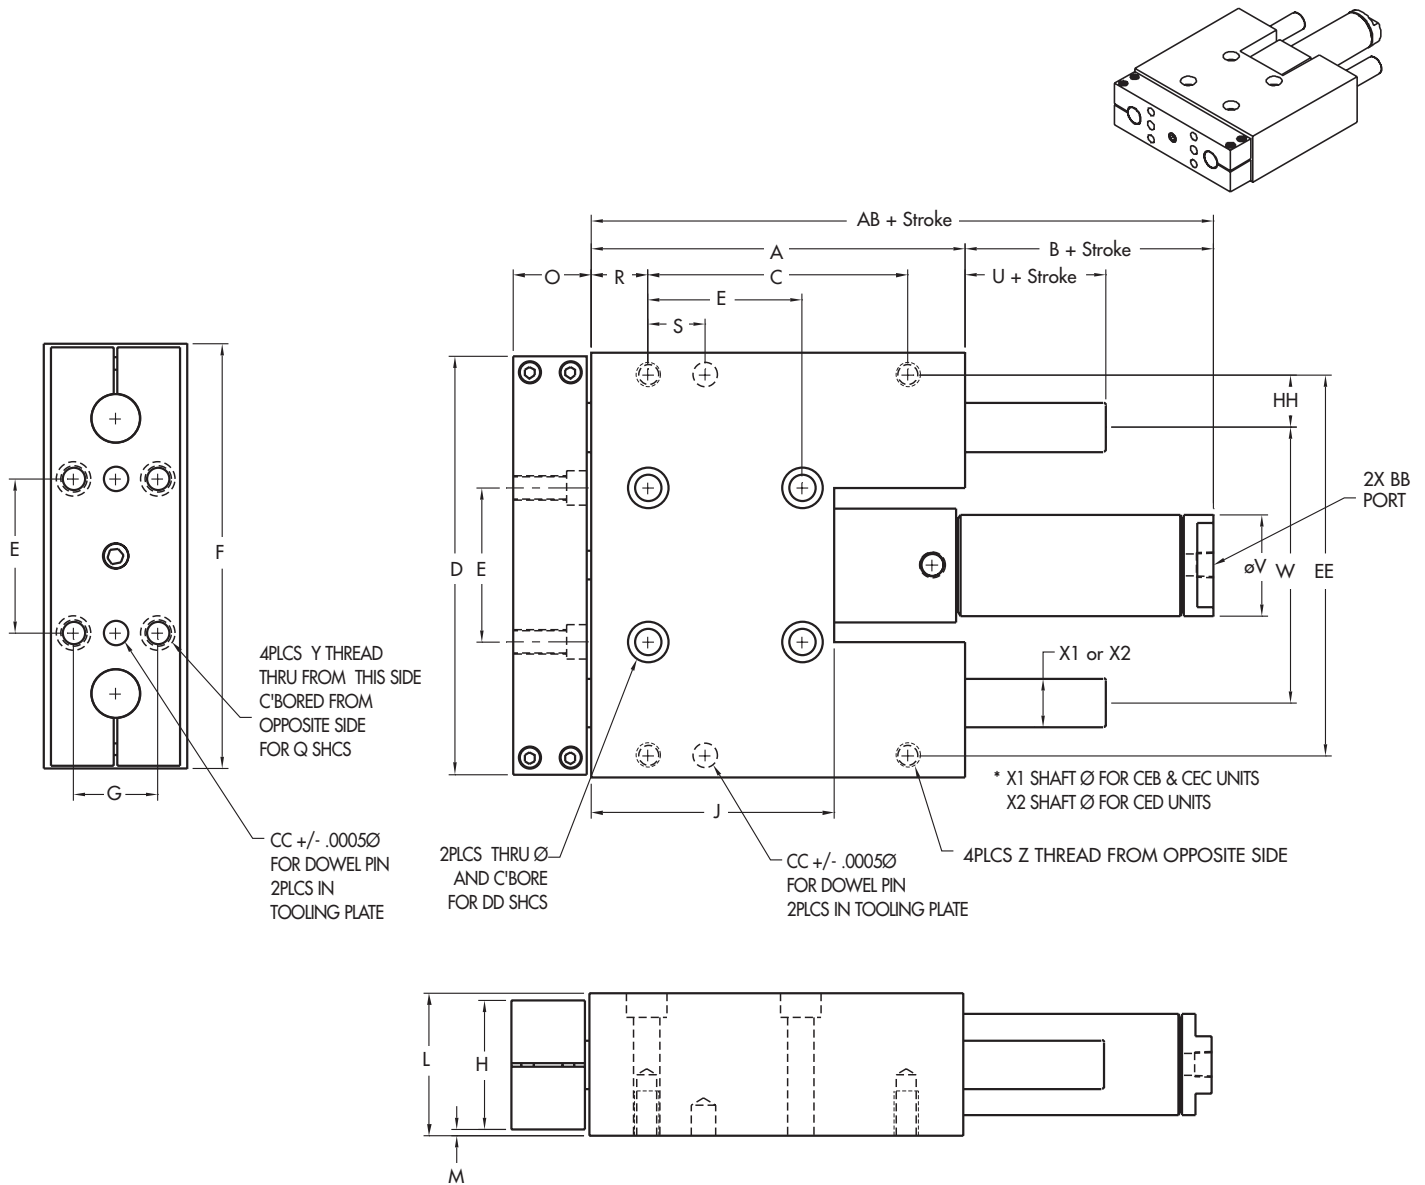 AB + Stroke
A
B + Stroke
O
R
C
U + Stroke
E
S
HH
2X BB
PORT
E
F
D
E
øV
W
EE
4PLCS Y THREAD
THRU FROM THIS SIDE
C'BORED FROM
OPPOSITE SIDE
FOR Q SHCS
X1 or X2
G
J
* X1 SHAFT Ø FOR CEB & CEC UNITS
X2 SHAFT Ø FOR CED UNITS
CC +/- .0005Ø
FOR DOWEL PIN
2PLCS IN
TOOLING PLATE
2PLCS THRU Ø
AND C'BORE
FOR DD SHCS
CC +/- .0005Ø
FOR DOWEL PIN
2PLCS IN TOOLING PLATE
4PLCS Z THREAD FROM OPPOSITE SIDE
L
H
M